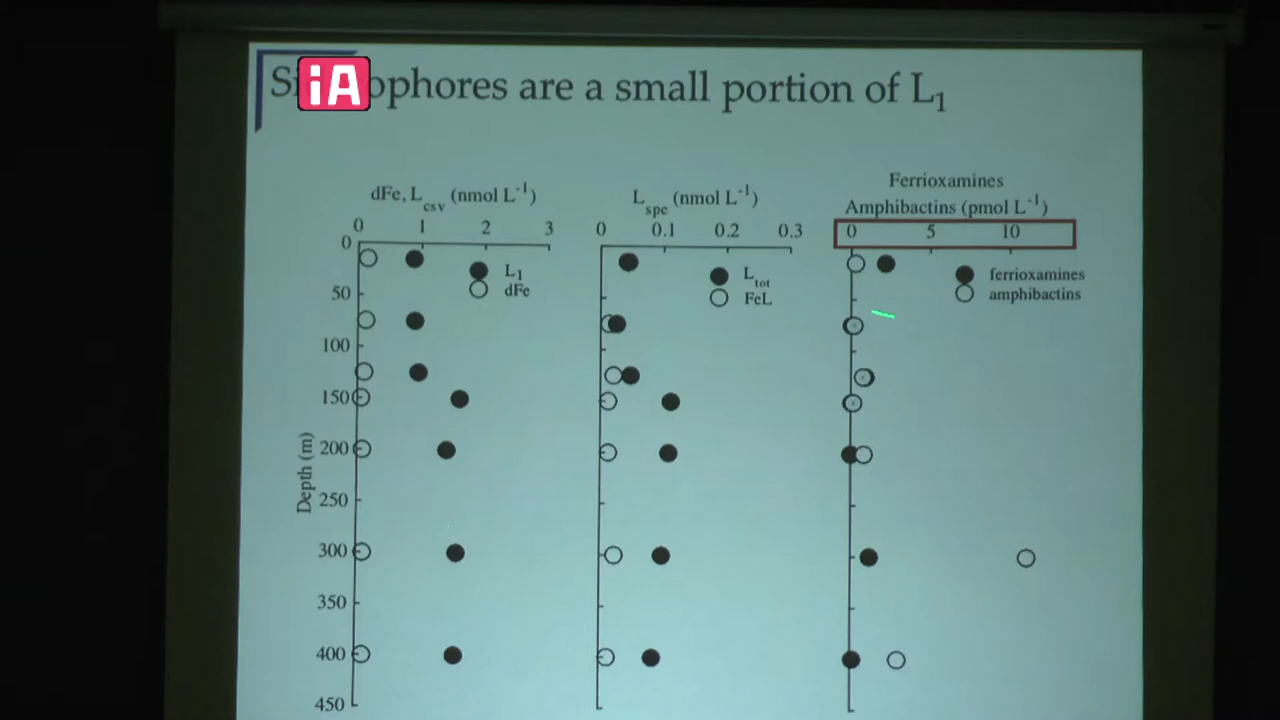 S
iA
ophores are a small portion of L1
dFe, Lcsv (nmol L-1)
0 1 2 3
Lspe (nmol L-1)
0 0.1 0.2 0.3
Ferrioxamines
Amphibactins (pmol L-1)
0 5 10
L1
dFe
Ltot
FeL
ferrioxamines
amphibactins
Depth (m)
0
50
100
150
200
250
300
350
400
450